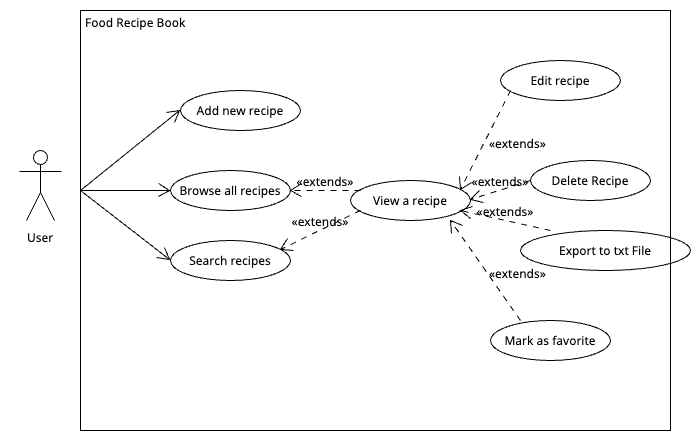 Food Recipe Book
Edit recipe
Add new recipe
«extends»
Browse all recipes
«extends»
«extends»
Delete Recipe
View a recipe
«extends»
«extends»
User
Search recipes
Export to txt File
«extends»
Mark as favorite